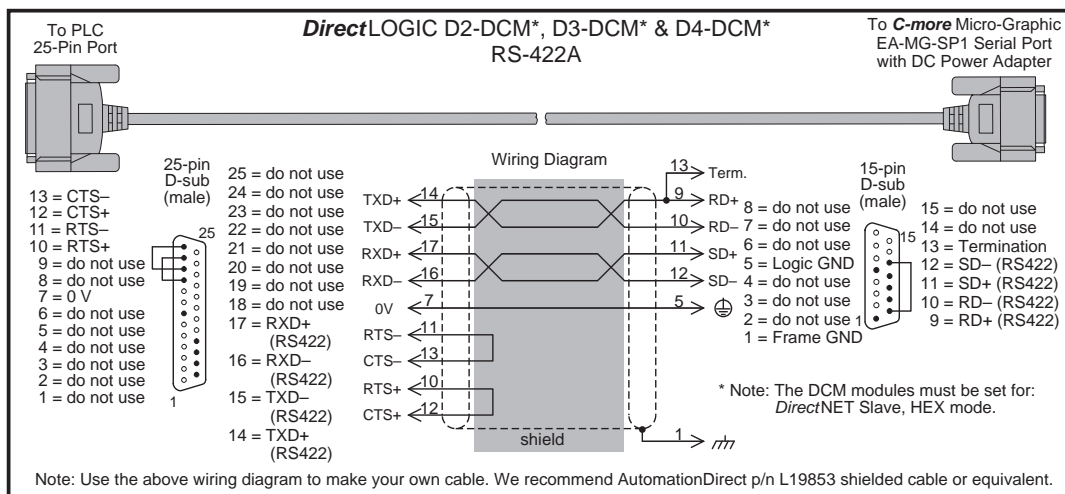 DirectLOGIC D2-DCM*, D3-DCM* & D4-DCM*
RS-422A
To PLC
25-Pin Port
To C-more Micro-Graphic
EA-MG-SP1 Serial Port
with DC Power Adapter
25-pin
D-sub
(male)
13 = CTS–
12 = CTS+
11 = RTS–
10 = RTS+
9 = do not use
8 = do not use
7 = 0 V
6 = do not use
5 = do not use
4 = do not use
3 = do not use
2 = do not use
1 = do not use
25
1
25 = do not use
24 = do not use
23 = do not use
22 = do not use
21 = do not use
20 = do not use
19 = do not use
18 = do not use
17 = RXD+
(RS422)
16 = RXD–
(RS422)
15 = TXD–
(RS422)
14 = TXD+
(RS422)
Wiring Diagram
13 Term.
TXD+ 14 9 RD+
TXD– 15 10 RD–
RXD+ 17 11 SD+
RXD– 16 12 SD–
0V 7 5
RTS– 11
CTS– 13
RTS+ 10
CTS+ 12
shield
1
8 = do not use
7 = do not use
6 = do not use
5 = Logic GND
4 = do not use
3 = do not use
2 = do not use
1 = Frame GND
15-pin
D-sub
(male)
15
1
15 = do not use
14 = do not use
13 = Termination
12 = SD– (RS422)
11 = SD+ (RS422)
10 = RD– (RS422)
9 = RD+ (RS422)
* Note: The DCM modules must be set for:
DirectNET Slave, HEX mode.
Note: Use the above wiring diagram to make your own cable. We recommend AutomationDirect p/n L19853 shielded cable or equivalent.